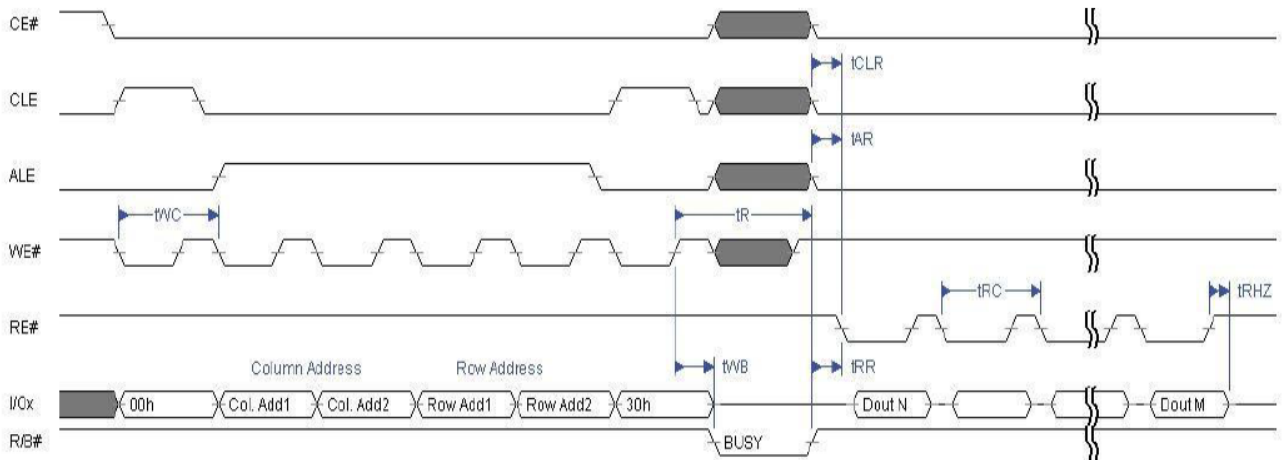 CE#
tCLR
CLE
tAR
ALE
tWC
tR
WE#
tRC
tRHZ
RE#
Column Address Row Address
tWB tRR
I/Ox 00h Col. Add1 Col. Add2 Row Add1 Row Add2 30h Dout N Dout M
R/B# BUSY